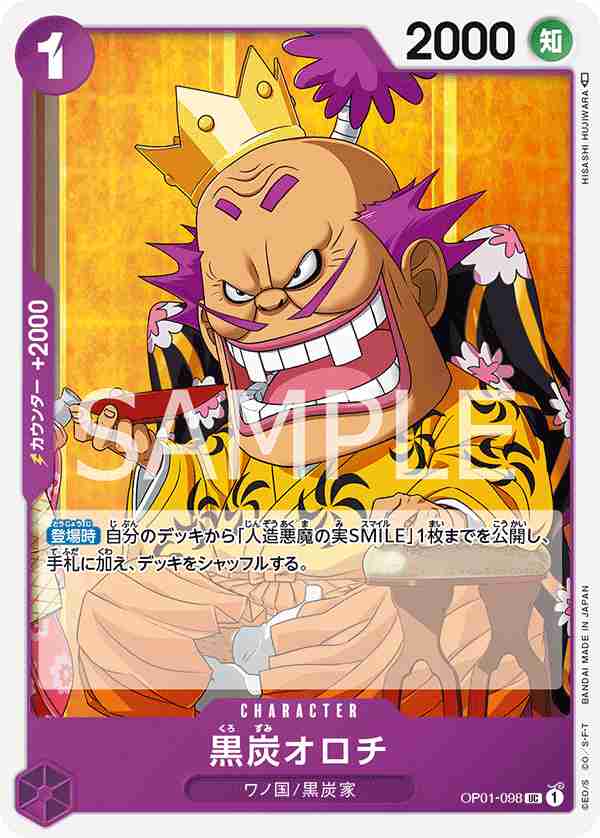 1
2000
知
HISASHI HUJIWARA
カウンター +2000
SAMPLE
登場時 自分のデッキから「人造悪魔の実SMILE」1枚までを公開し、
手札に加え、デッキをシャッフルする。
CHARACTER
黒炭オロチ
ワノ国/黒炭家
OP01-098 UC 1
©E.O/S ©O/S・F・T BANDAI MADE IN JAPAN